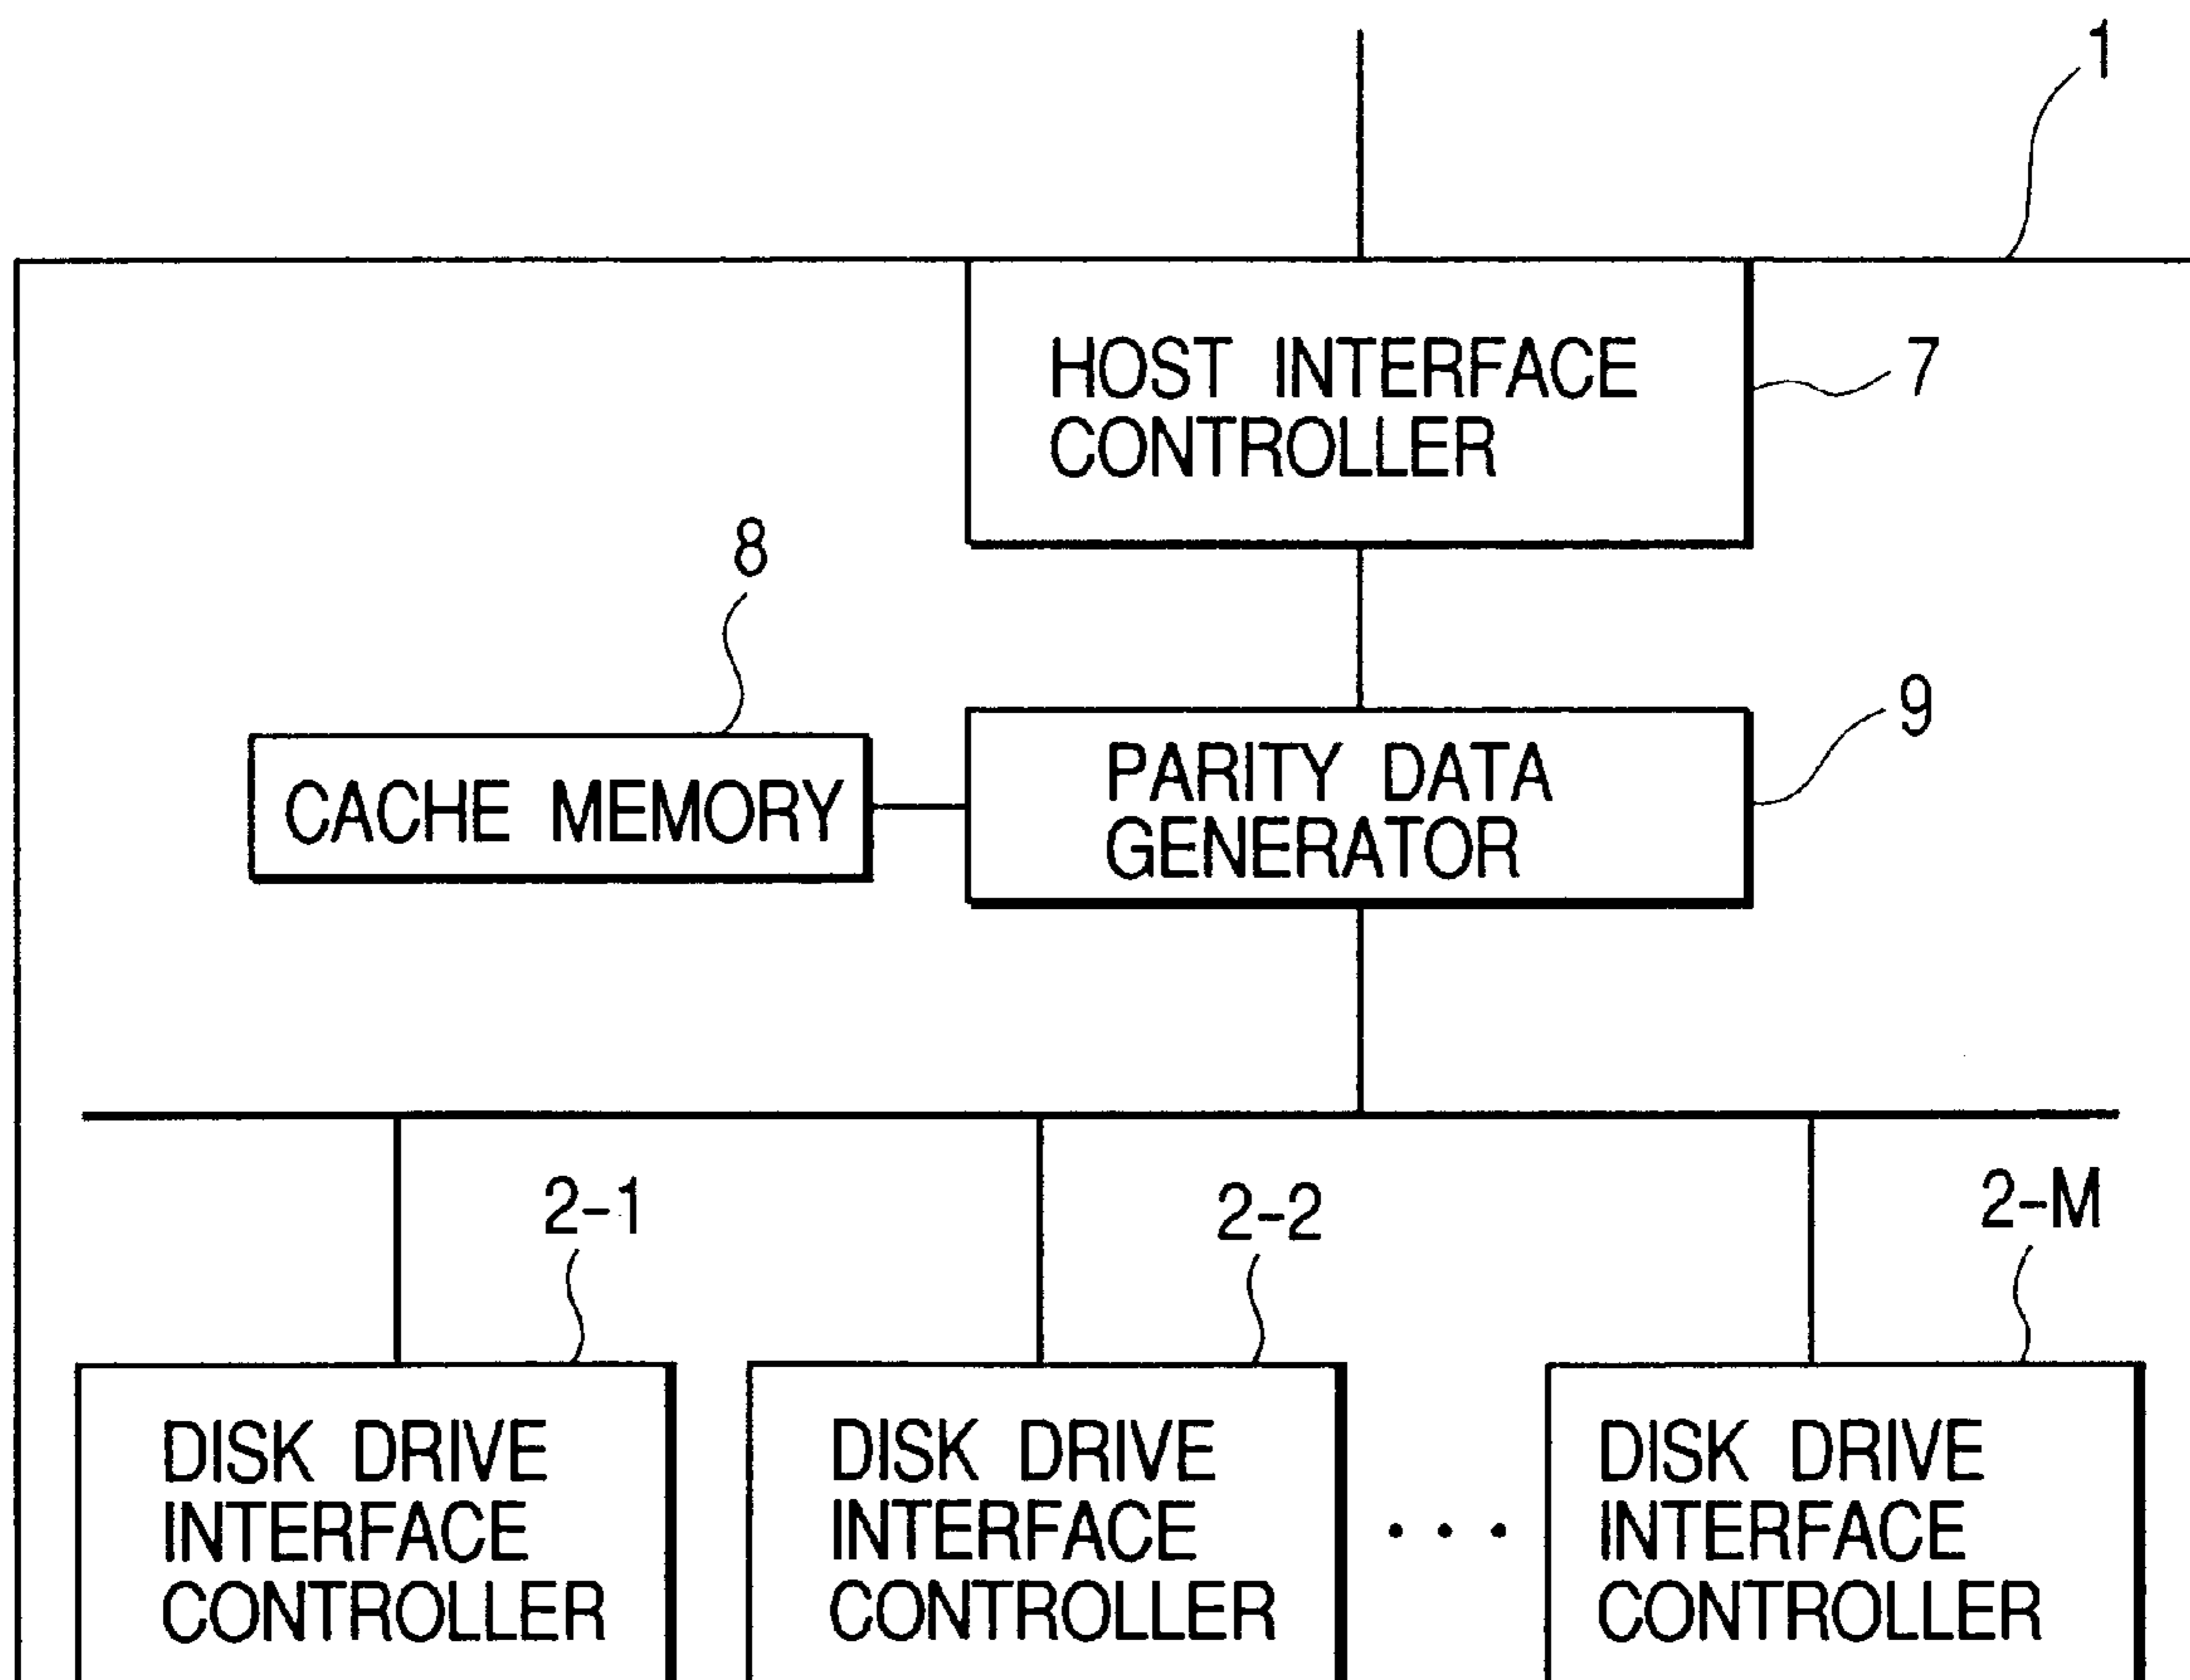 1
HOST INTERFACE
CONTROLLER
7
8
9
CACHE MEMORY
PARITY DATA
GENERATOR
2-1
2-2
2-M
DISK DRIVE
INTERFACE
CONTROLLER
DISK DRIVE
INTERFACE
CONTROLLER
...
DISK DRIVE
INTERFACE
CONTROLLER